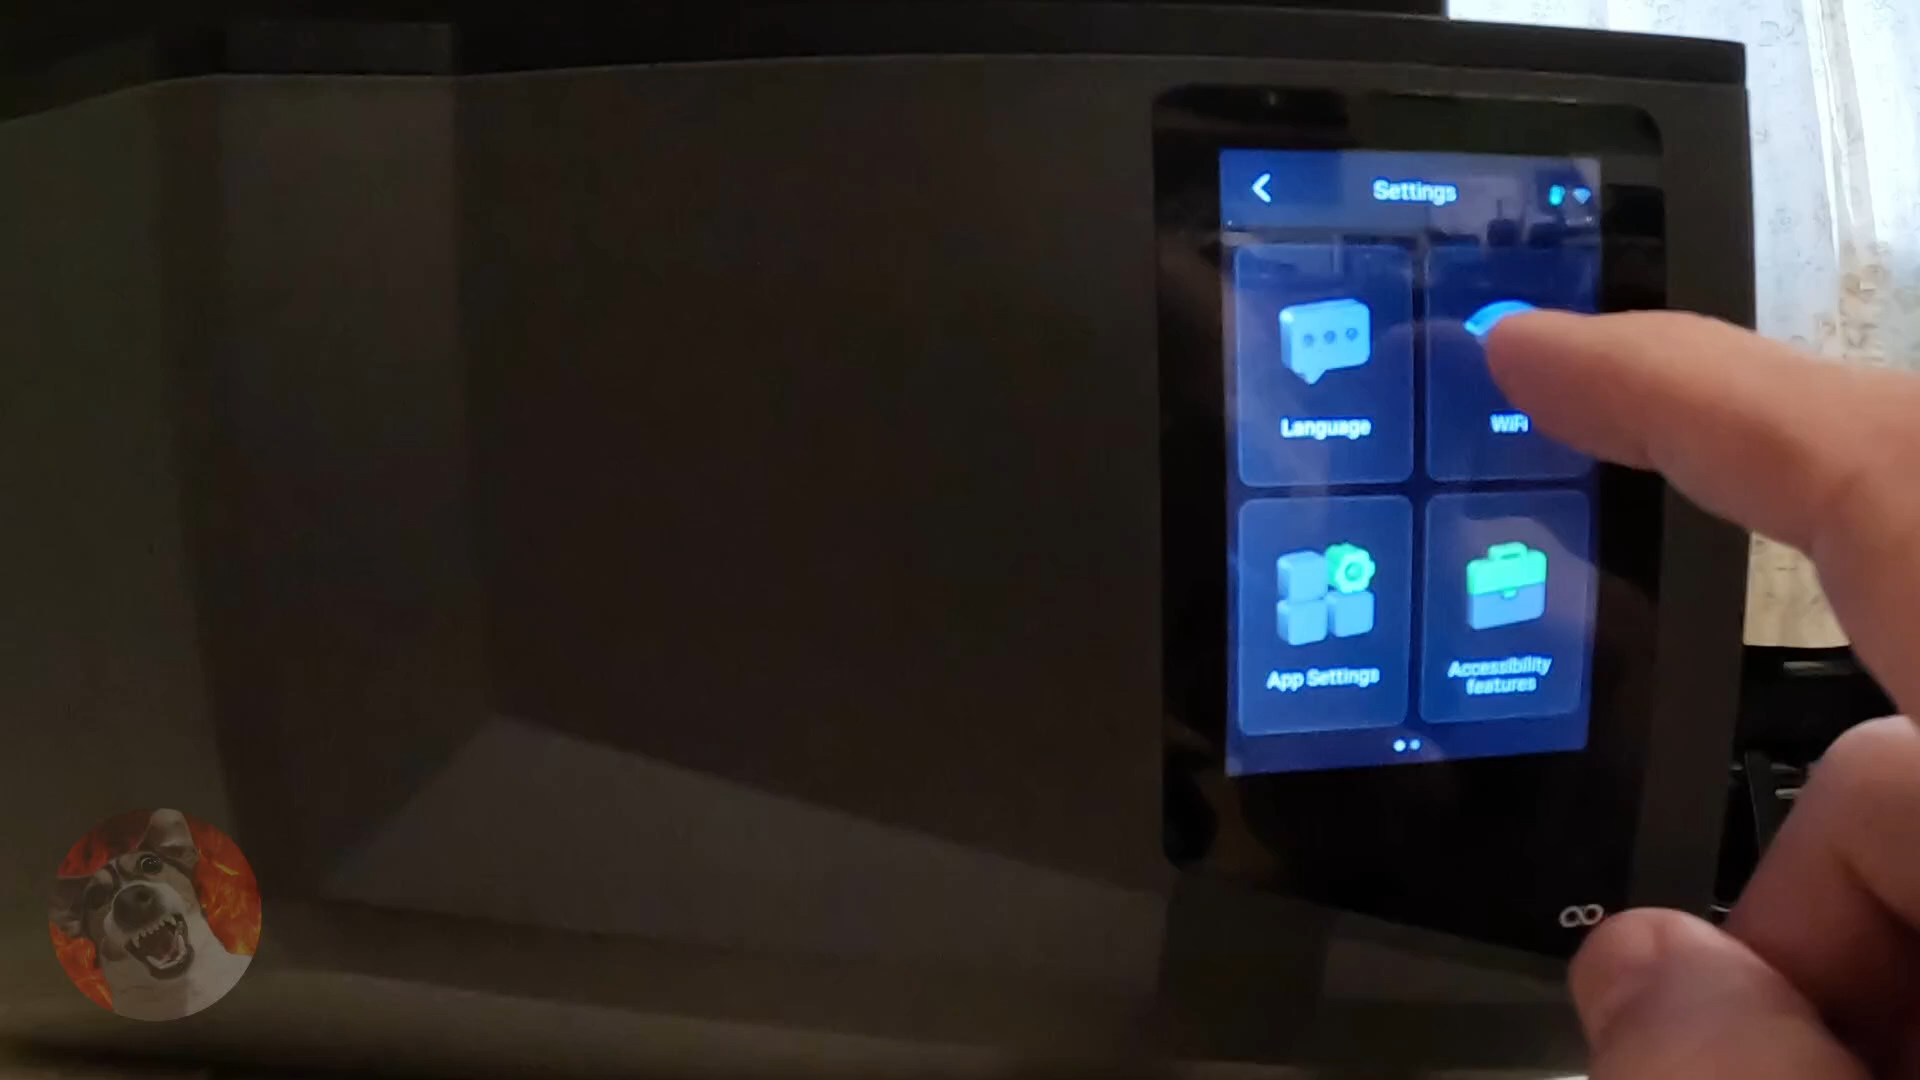 Settings
Language
WiFi
App Settings
Accessibility
features